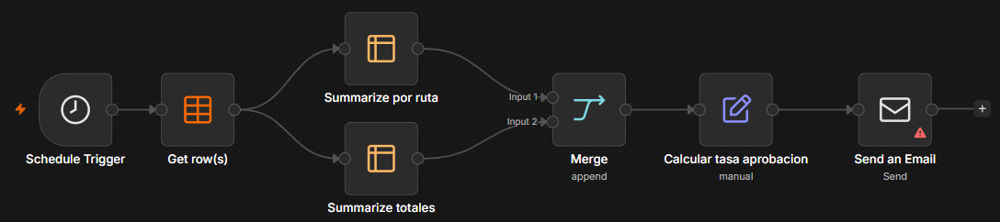 Schedule Trigger
Get row(s)
Summarize por ruta
Summarize totales
Input 1
Input 2
Merge
append
Calcular tasa aprobacion
manual
Send an Email
Send